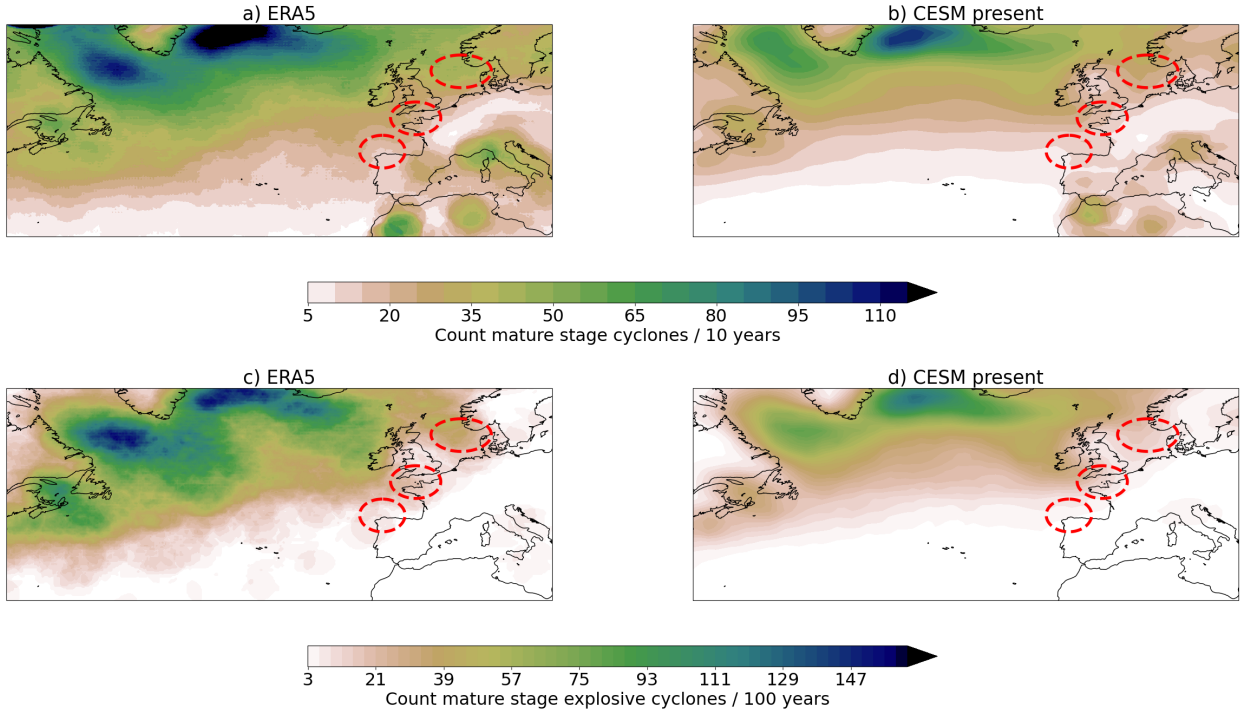 a) ERA5
b) CESM present
5 20 35 50 65 80 95 110
Count mature stage cyclones / 10 years
c) ERA5
d) CESM present
3 21 39 57 75 93 111 129 147
Count mature stage explosive cyclones / 100 years